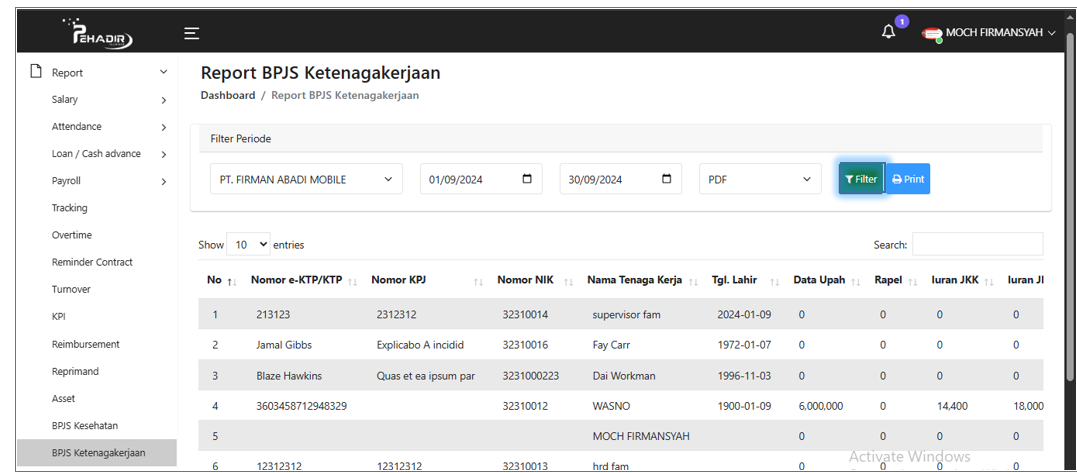 PEHADIR
1
MOCH FIRMANSYAH
Report
Salary
Attendance
Loan / Cash advance
Payroll
Tracking
Overtime
Reminder Contract
Turnover
KPI
Reimbursement
Reprimand
Asset
BPJS Kesehatan
BPJS Ketenagakerjaan
Report BPJS Ketenagakerjaan
Dashboard / Report BPJS Ketenagakerjaan
Filter Periode
PT. FIRMAN ABADI MOBILE 01/09/2024 30/09/2024 PDF Filter Print
Show 10 entries Search:
No Nomor e-KTP/KTP Nomor KPJ Nomor NIK Nama Tenaga Kerja Tgl. Lahir Data Upah Rapel Iuran JKK Iuran JI
1 213123 2312312 32310014 supervisor fam 2024-01-09 0 0 0 0
2 Jamal Gibbs Explicabo A incidid 32310016 Fay Carr 1972-01-07 0 0 0 0
3 Blaze Hawkins Quas et ea ipsum par 3231000223 Dai Workman 1996-11-03 0 0 0 0
4 3603458712948329 32310012 WASNO 1900-01-09 6,000,000 0 14,400 18,000
5 MOCH FIRMANSYAH 0 0 0 0
6 12312312 12312312 32310013 hrd fam 0 0 0 0
Activate Windows